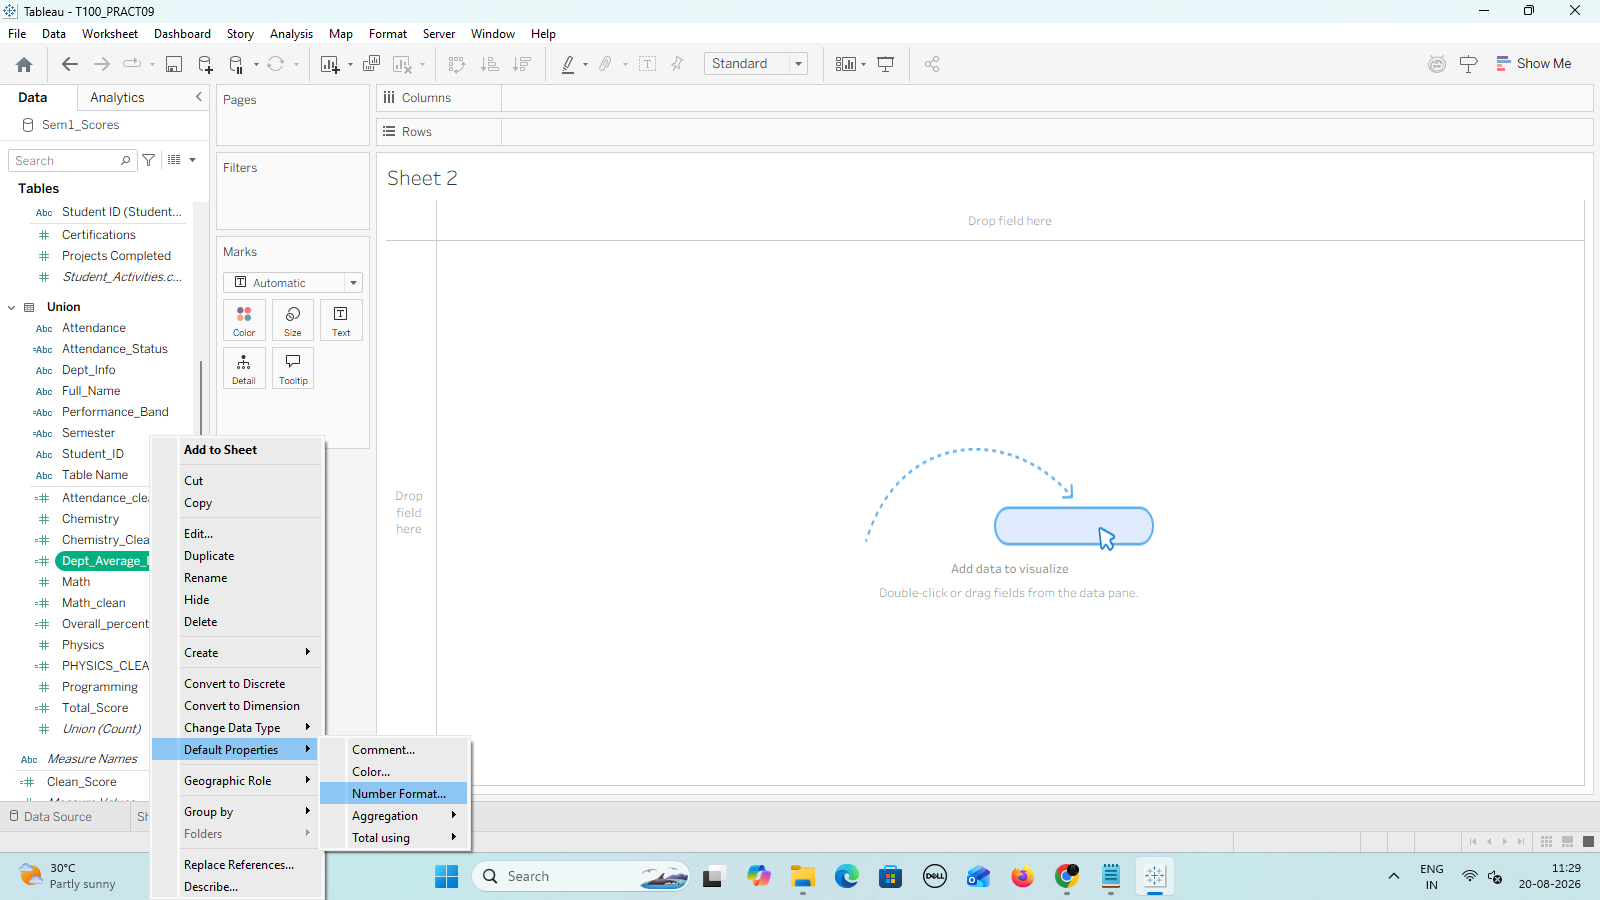 Tableau - T100_PRACT09
File Data Worksheet Dashboard Story Analysis Map Format Server Window Help
Standard
Show Me
Data Analytics
Sem1_Scores
Search
Tables
Student ID (Student...
Certifications
Projects Completed
Student_Activities.c...
Union
Attendance
Attendance_Status
Dept_Info
Full_Name
Performance_Band
Semester
Student_ID
Table Name
Attendance_clea
Chemistry
Chemistry_Clea
Dept_Average_
Math
Math_clean
Overall_percent
Physics
PHYSICS_CLEA
Programming
Total_Score
Union (Count)
Measure Names
Clean_Score
Pages
Filters
Marks
Automatic
Color Size Text
Detail Tooltip
Columns
Rows
Sheet 2
Drop field here
Drop
field
here
Add data to visualize
Double-click or drag fields from the data pane.
Add to Sheet
Cut
Copy
Edit...
Duplicate
Rename
Hide
Delete
Create
Convert to Discrete
Convert to Dimension
Change Data Type
Default Properties
Geographic Role
Group by
Folders
Replace References...
Describe...
Comment...
Color...
Number Format...
Aggregation
Total using
Data Source
Sh
30°C
Partly sunny
Search
DELL
ENG
IN
11:29
20-08-2026